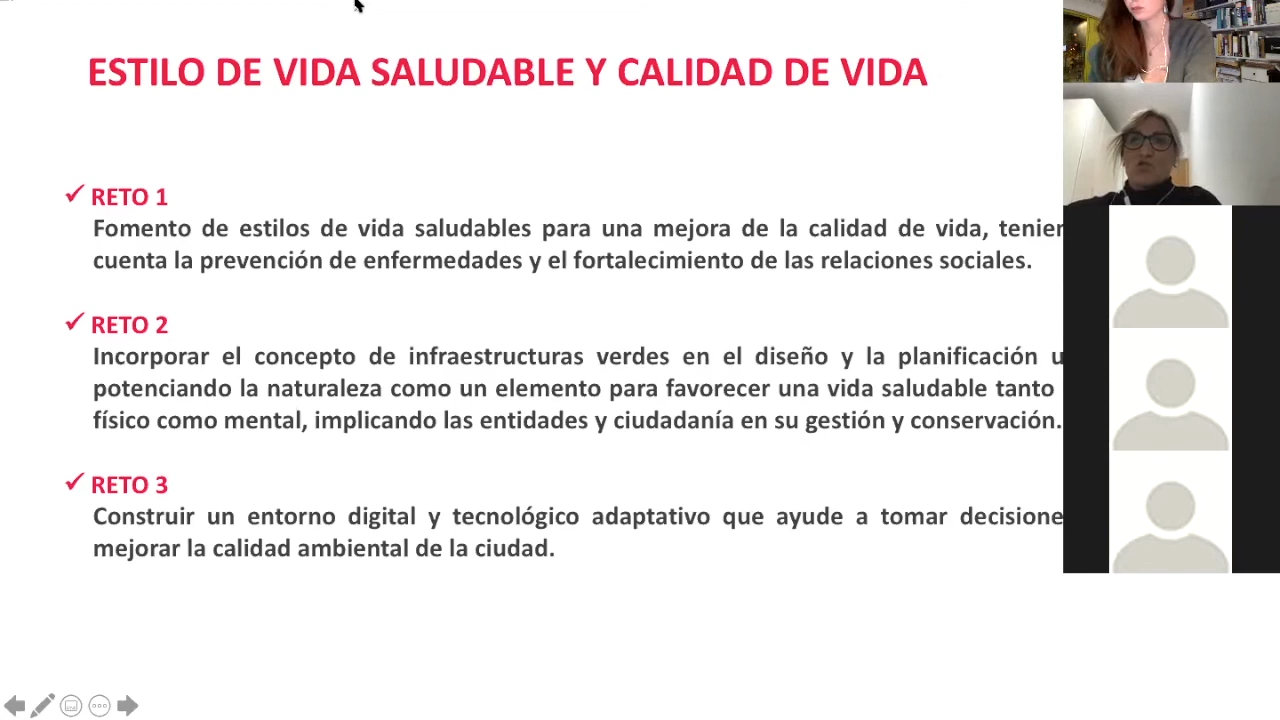 ESTILO DE VIDA SALUDABLE Y CALIDAD DE VIDA
RETO 1
Fomento de estilos de vida saludables para una mejora de la calidad de vida,
cuenta la prevención de enfermedades y el fortalecimiento de las relaciones sociales.
RETO 2
Incorporar el concepto de infraestructuras verdes en el diseño y la planificación
potenciando la naturaleza como un elemento para favorecer una vida saludable tanto
físico como mental, implicando las entidades y ciudadanía en su gestión y conservación.
RETO 3
Construir un entorno digital y tecnológico adaptativo que ayude a tomar
mejorar la calidad ambiental de la ciudad.